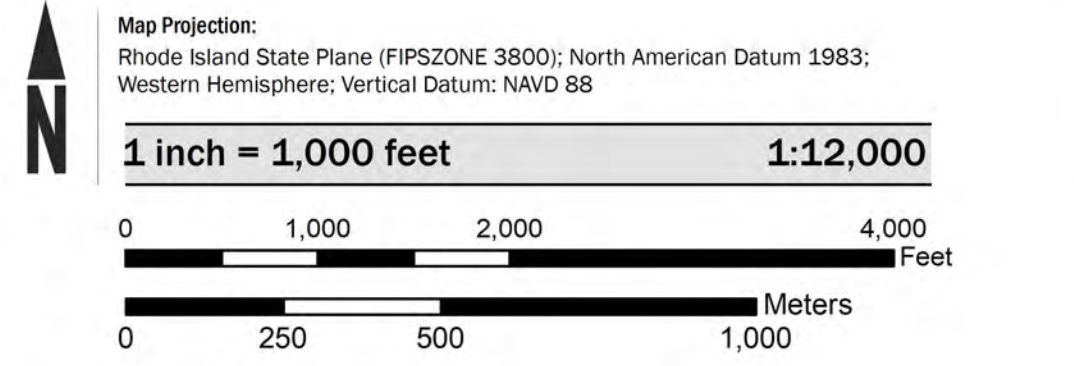 N
Map Projection:
Rhode Island State Plane (FIPSZONE 3800); North American Datum 1983;
Western Hemisphere; Vertical Datum: NAVD 88
1 inch = 1,000 feet 1:12,000
0 1,000 2,000 4,000
Feet
Meters
0 250 500 1,000